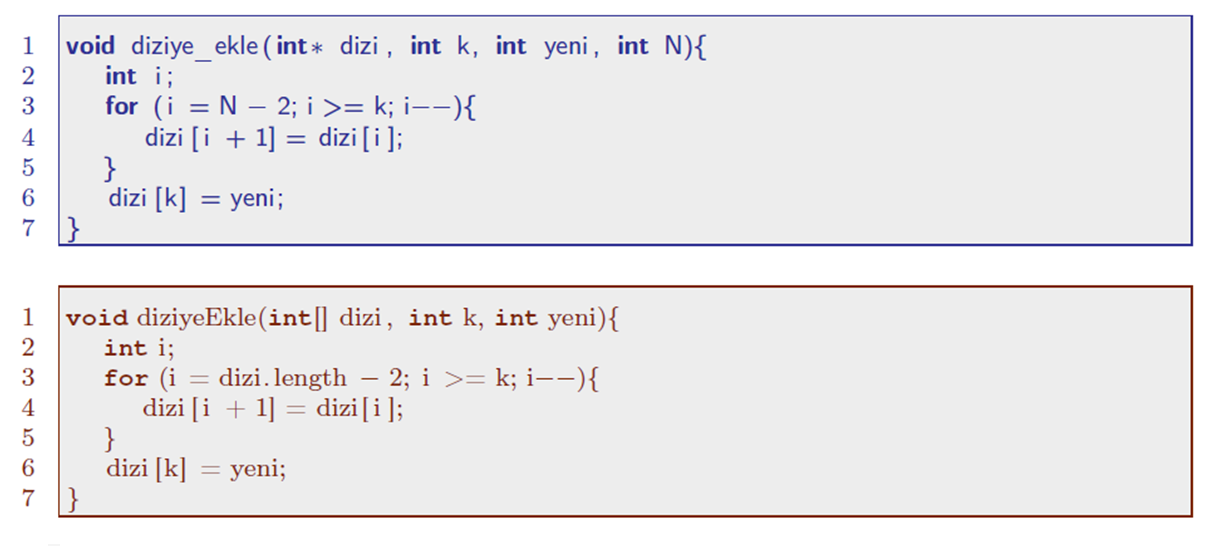 1 void diziye_ekle(int* dizi, int k, int yeni, int N){
2 int i;
3 for (i = N - 2; i >= k; i--){
4 dizi[i + 1] = dizi[i];
5 }
6 dizi[k] = yeni;
7 }
1 void diziyeEkle(int[] dizi, int k, int yeni){
2 int i;
3 for (i = dizi.length - 2; i >= k; i--){
4 dizi[i + 1] = dizi[i];
5 }
6 dizi[k] = yeni;
7 }